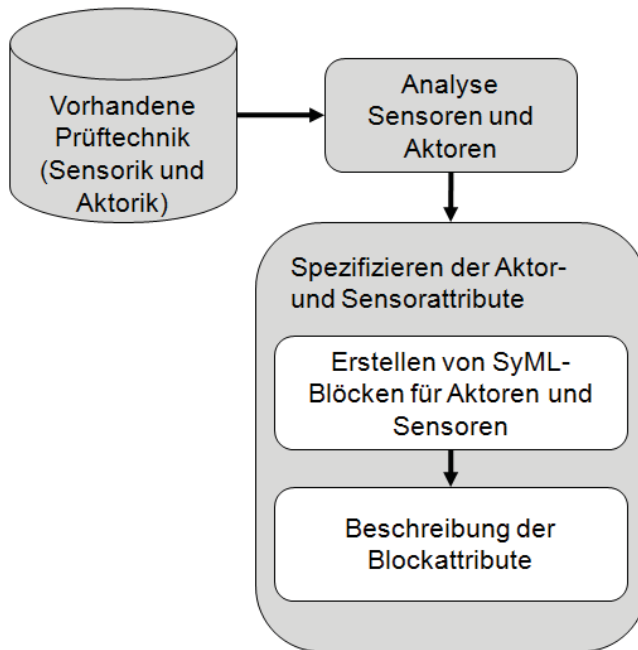 Vorhandene
Prüftechnik
(Sensorik und
Aktorik)
Analyse
Sensoren und
Aktoren
Spezifizieren der Aktor-
und Sensorattribute
Erstellen von SyML-
Blöcken für Aktoren und
Sensoren
Beschreibung der
Blockattribute